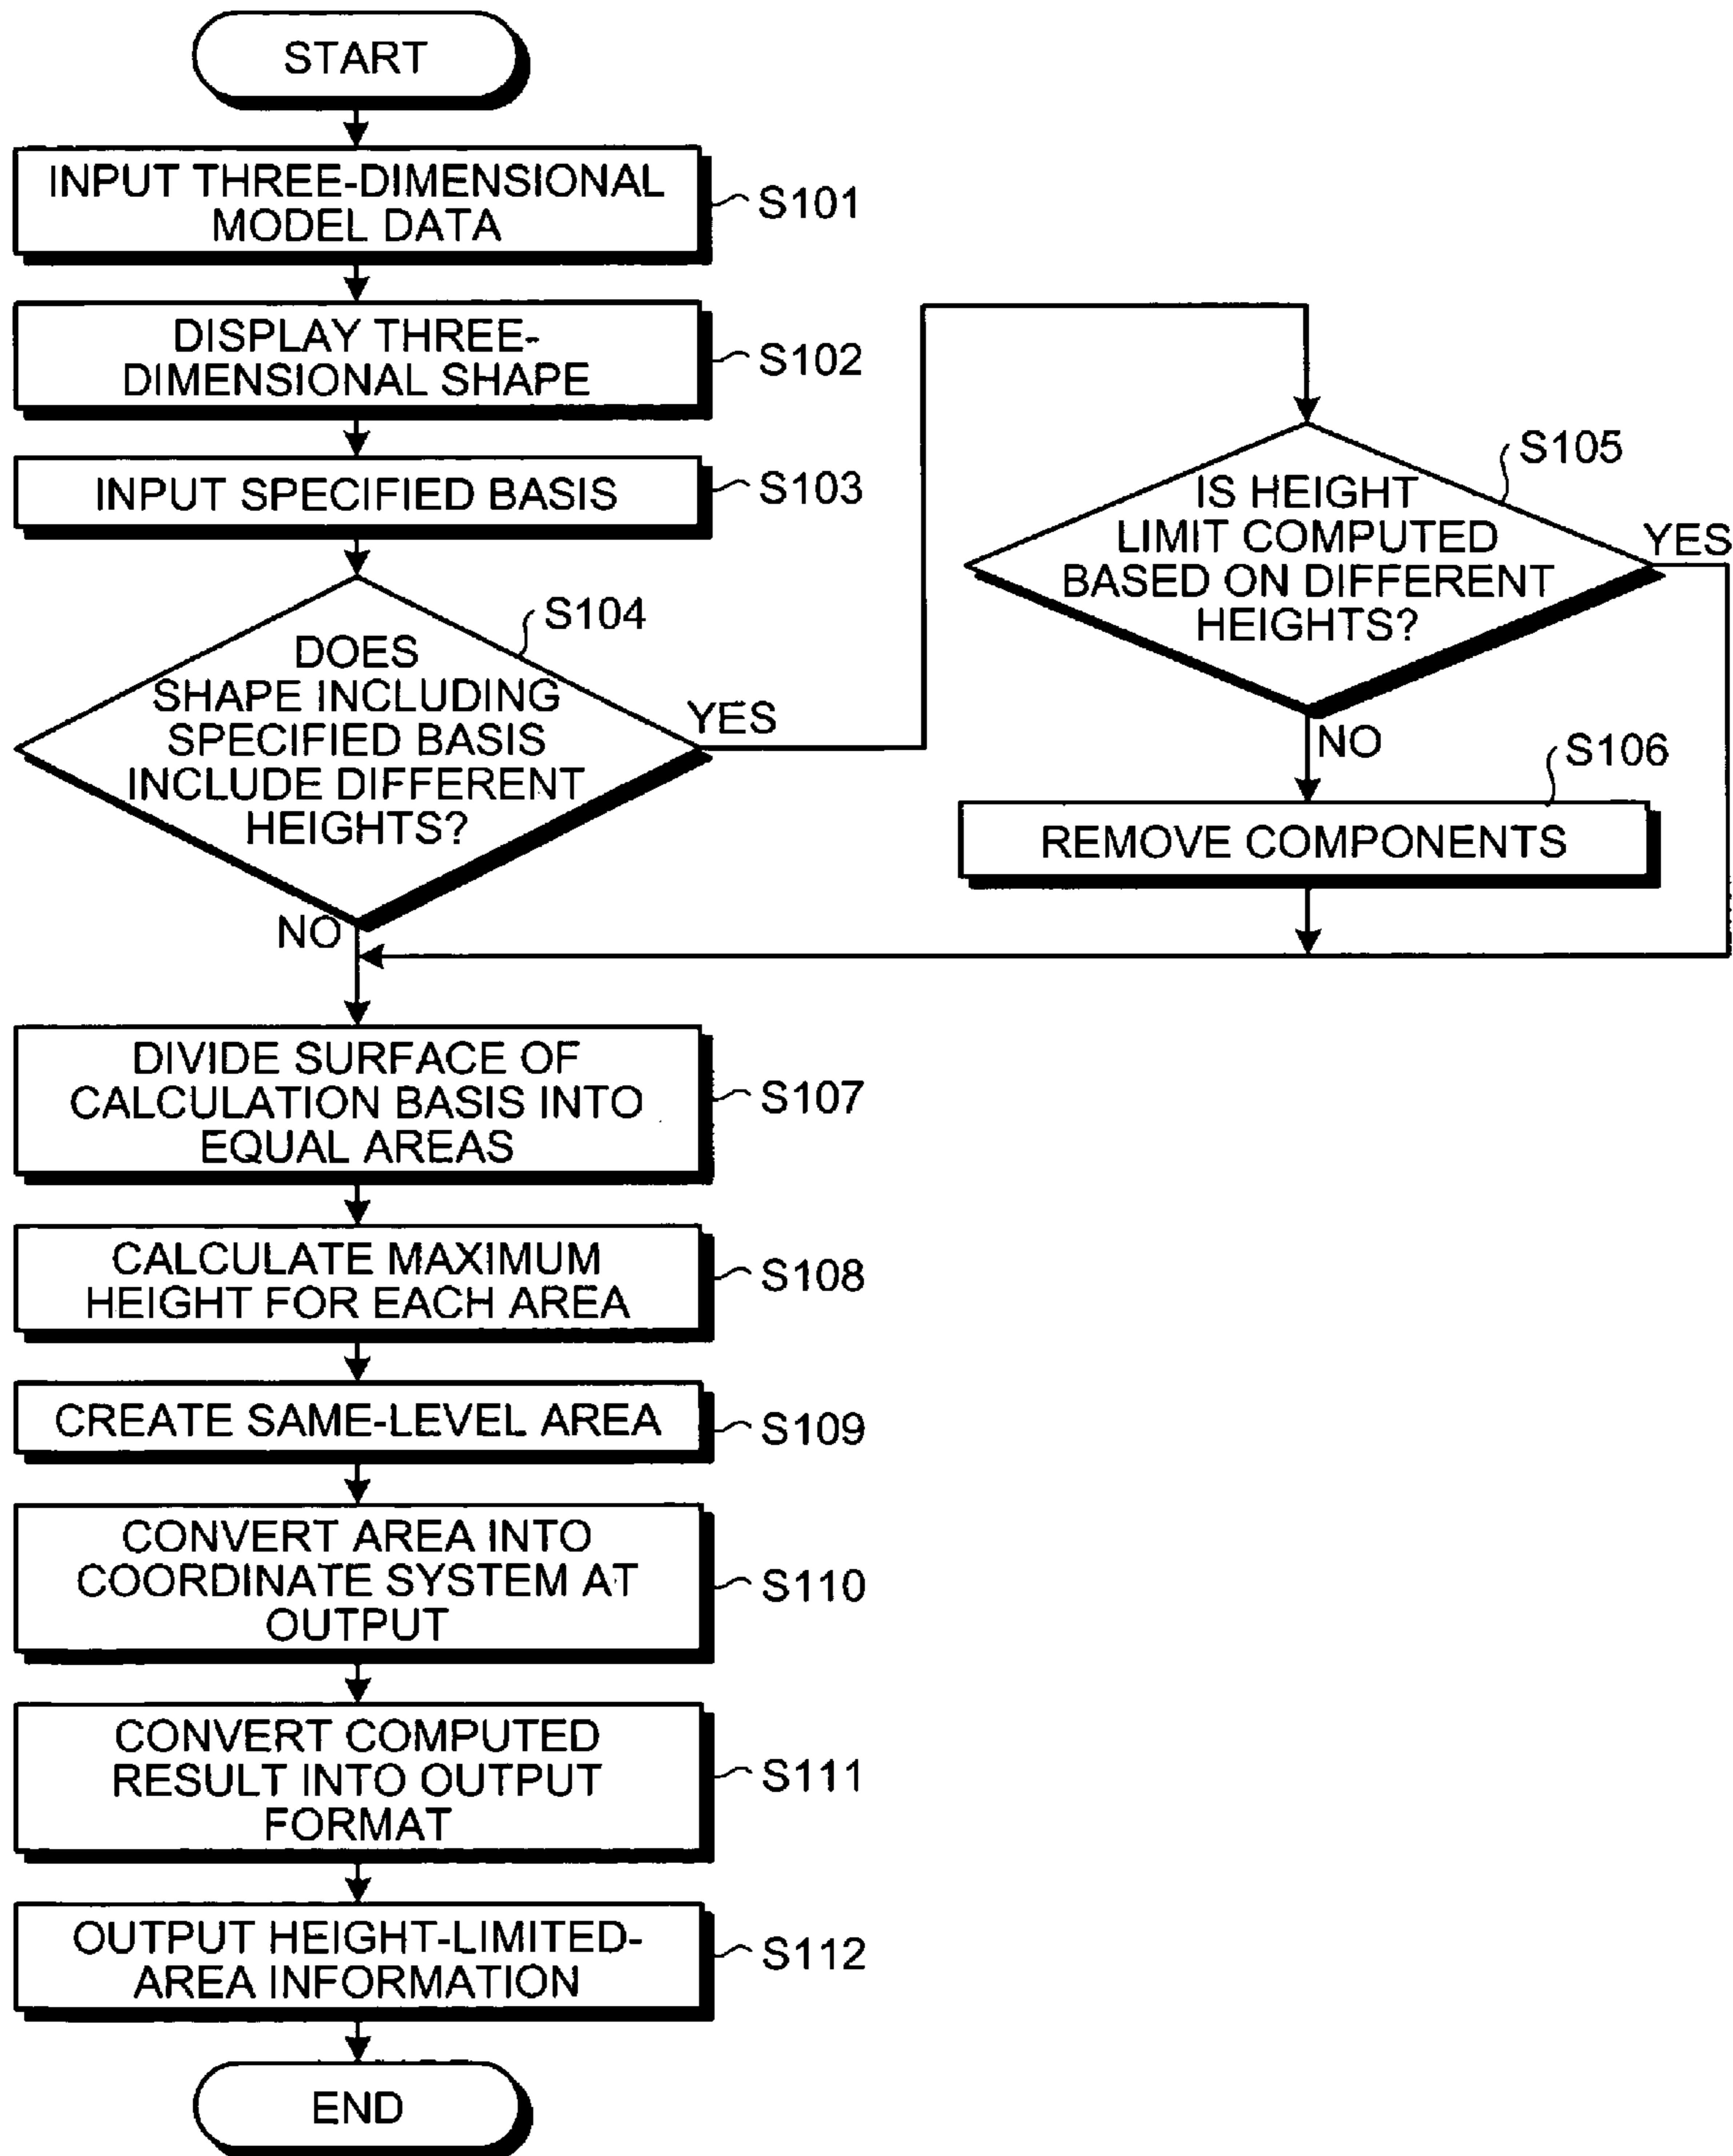 START
INPUT THREE-DIMENSIONAL
MODEL DATA
S101
DISPLAY THREE-
DIMENSIONAL SHAPE
S102
INPUT SPECIFIED BASIS
S103
DOES
SHAPE INCLUDING
SPECIFIED BASIS
INCLUDE DIFFERENT
HEIGHTS?
S104
YES
NO
IS HEIGHT
LIMIT COMPUTED
BASED ON DIFFERENT
HEIGHTS?
S105
YES
NO
REMOVE COMPONENTS
S106
DIVIDE SURFACE OF
CALCULATION BASIS INTO
EQUAL AREAS
S107
CALCULATE MAXIMUM
HEIGHT FOR EACH AREA
S108
CREATE SAME-LEVEL AREA
S109
CONVERT AREA INTO
COORDINATE SYSTEM AT
OUTPUT
S110
CONVERT COMPUTED
RESULT INTO OUTPUT
FORMAT
S111
OUTPUT HEIGHT-LIMITED-
AREA INFORMATION
S112
END